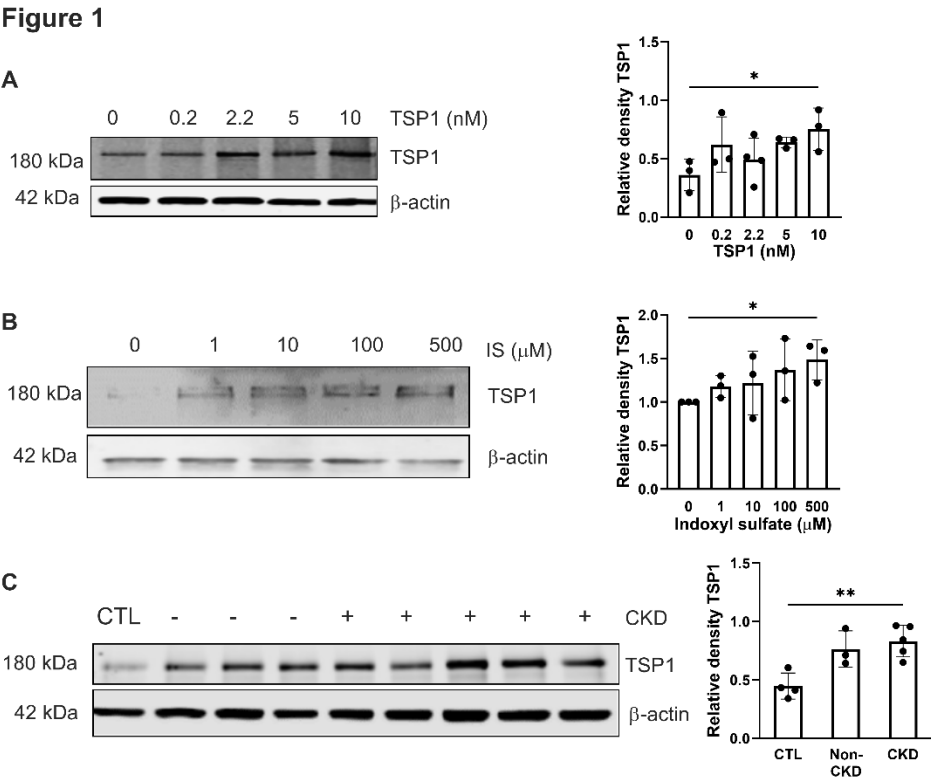 Figure 1
A
0 0.2 2.2 5 10 TSP1 (nM)
180 kDa TSP1
42 kDa β-actin
Relative density TSP1
1.5
1.0
0.5
0.0
*
0 0.2 2.2 5 10
TSP1 (nM)
B
0 1 10 100 500 IS (μM)
180 kDa TSP1
42 kDa β-actin
Relative density TSP1
2.0
1.5
1.0
0.5
0.0
*
0 1 10 100 500
Indoxyl sulfate (μM)
C
CTL - - - + + + + + CKD
180 kDa TSP1
42 kDa β-actin
Relative density TSP1
1.5
1.0
0.5
0.0
**
CTL Non-CKD CKD